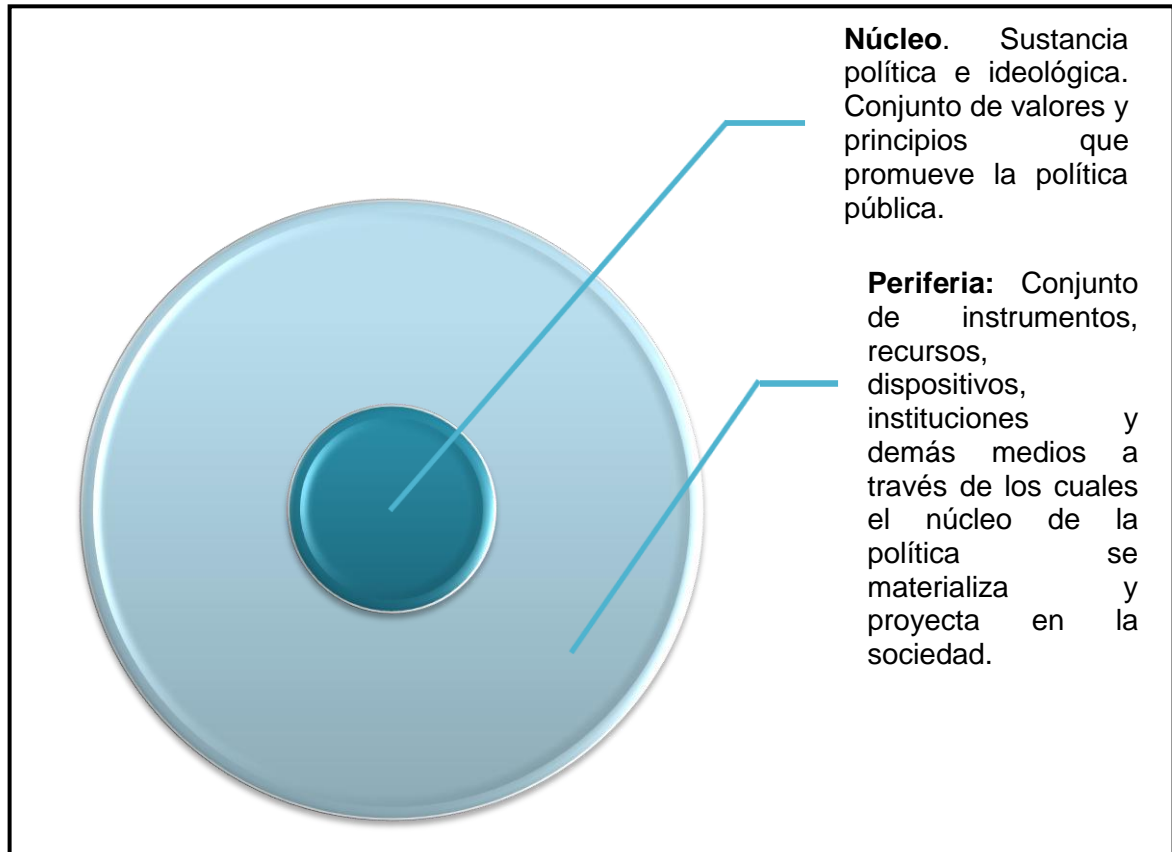 Núcleo. Sustancia
política e ideológica.
Conjunto de valores y
principios que
promueve la política
pública.
Periferia: Conjunto
de instrumentos,
recursos,
dispositivos,
instituciones y
demás medios a
través de los cuales
el núcleo de la
política se
materializa y
proyecta en la
sociedad.